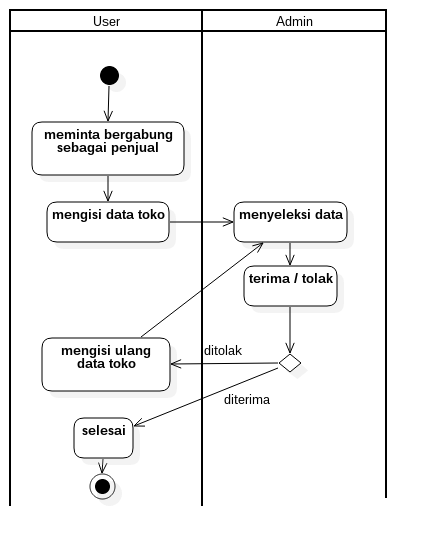 User
Admin
meminta bergabung
sebagai penjual
mengisi data toko
menyeleksi data
terima / tolak
mengisi ulang
data toko
ditolak
diterima
selesai